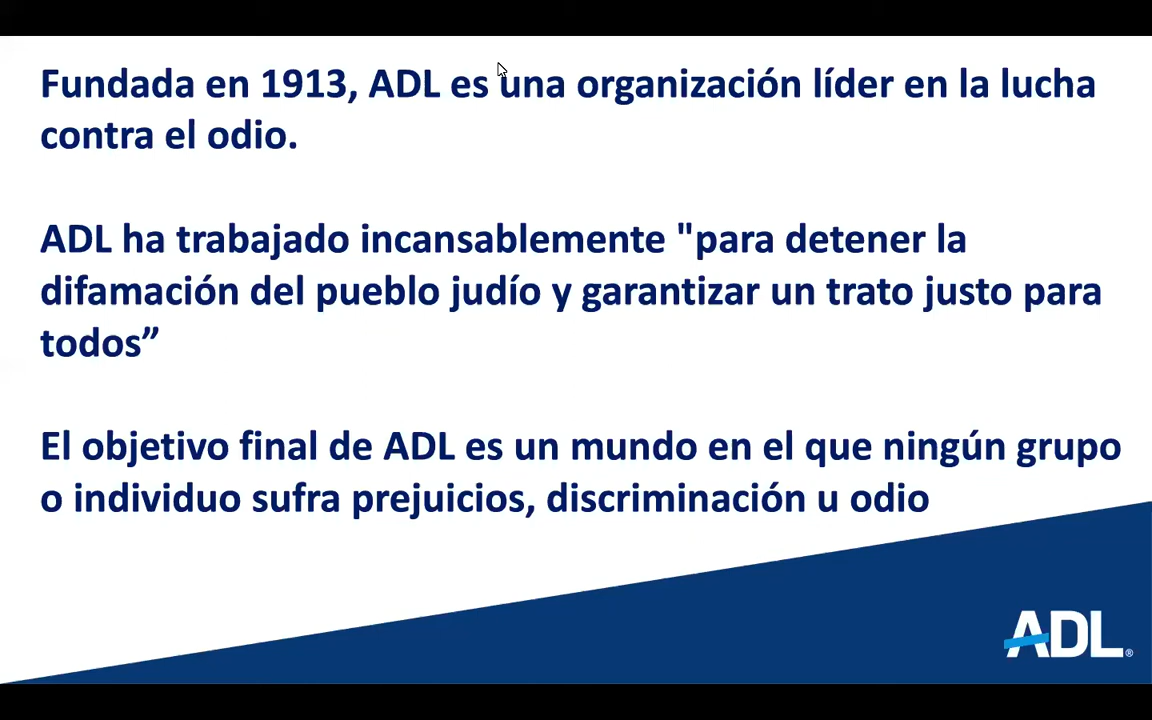 Fundada en 1913, ADL es una organización líder en la lucha
contra el odio.
ADL ha trabajado incansablemente "para detener la
difamación del pueblo judío y garantizar un trato justo para
todos”
El objetivo final de ADL es un mundo en el que ningún grupo
o individuo sufra prejuicios, discriminación u odio
ADL®